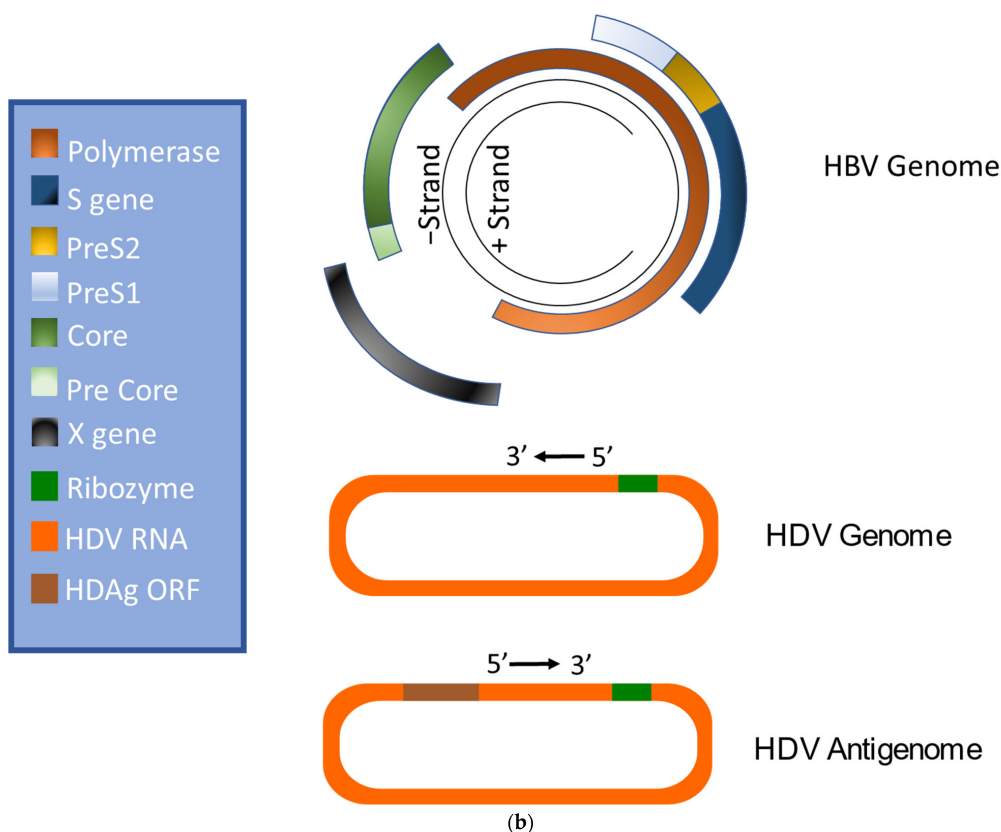 Polymerase
S gene
PreS2
PreS1
Core
Pre Core
X gene
Ribozyme
HDV RNA
HDAg ORF
–Strand
+ Strand
HBV Genome
3’ 5’
HDV Genome
5’ 3’
HDV Antigenome
(b)